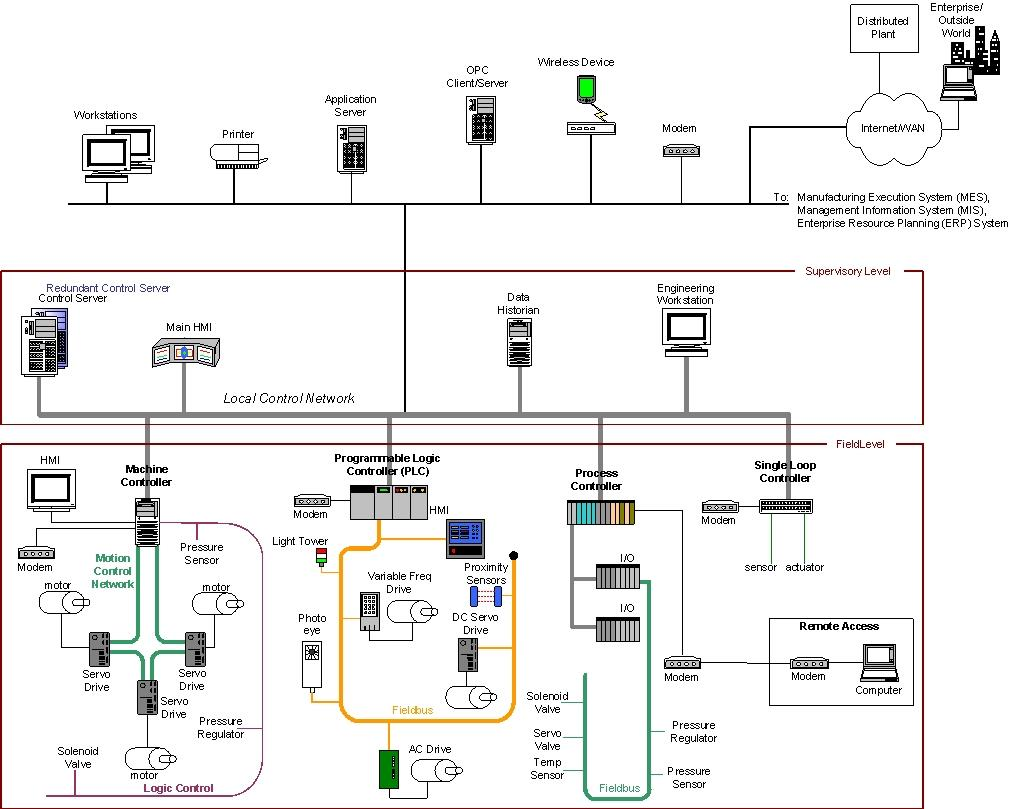 Distributed
Plant
Enterprise/
Outside
World
Internet/WAN
Workstations
Printer
Application
Server
OPC
Client/Server
Wireless Device
Modem
To: Manufacturing Execution System (MES),
Management Information System (MIS),
Enterprise Resource Planning (ERP) System
Supervisory Level
Redundant Control Server
Control Server
Main HMI
Data
Historian
Engineering
Workstation
Local Control Network
FieldLevel
HMI
Machine
Controller
Modem
Pressure
Sensor
Motion
Control
Network
motor
motor
Servo
Drive
Servo
Drive
Servo
Drive
motor
Pressure
Regulator
Solenoid
Valve
Logic Control
Programmable Logic
Controller (PLC)
Modem
HMI
Light Tower
Proximity
Sensors
Variable Freq
Drive
Photo
eye
DC Servo
Drive
Fieldbus
AC Drive
Process
Controller
I/O
I/O
Modem
Solenoid
Valve
Servo
Valve
Temp
Sensor
Pressure
Regulator
Pressure
Sensor
Fieldbus
Single Loop
Controller
Modem
sensor
actuator
Remote Access
Modem
Computer